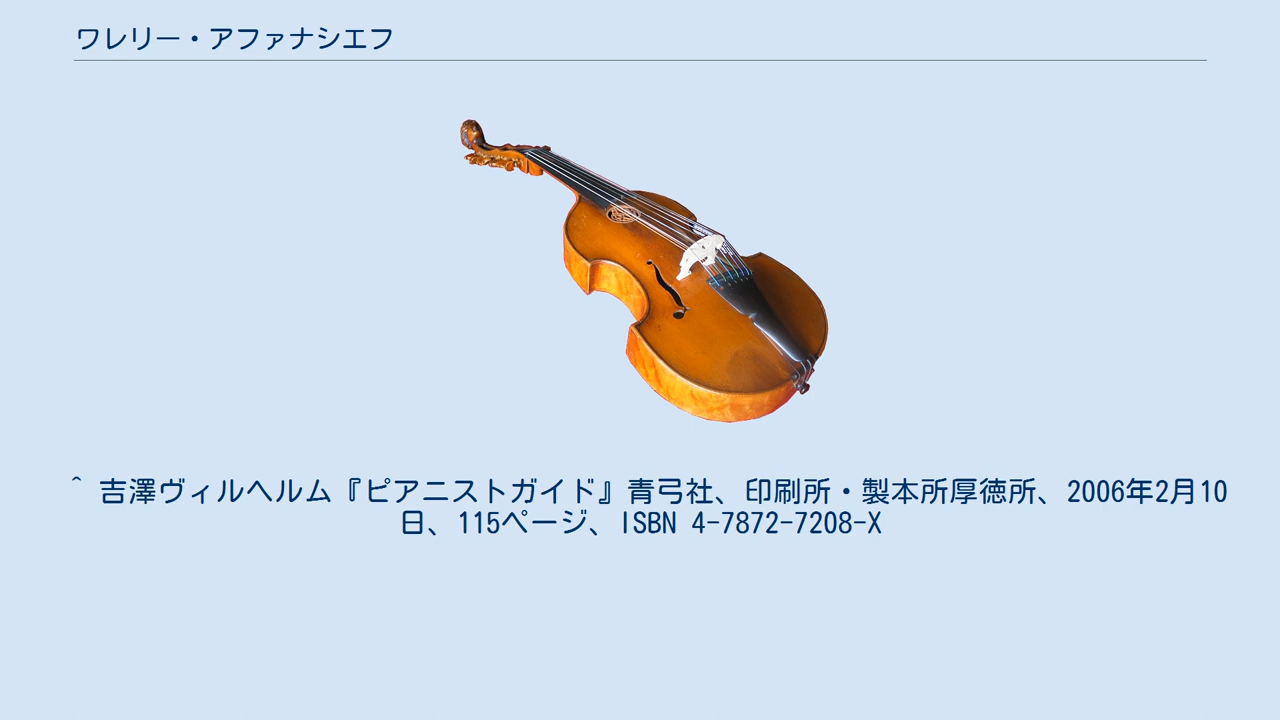 ワレリー・アファナシエフ
^ 吉澤ヴィルヘルム『ピアニストガイド』青弓社、印刷所・製本所厚徳所、2006年2月10
日、115ページ、ISBN 4-7872-7208-X